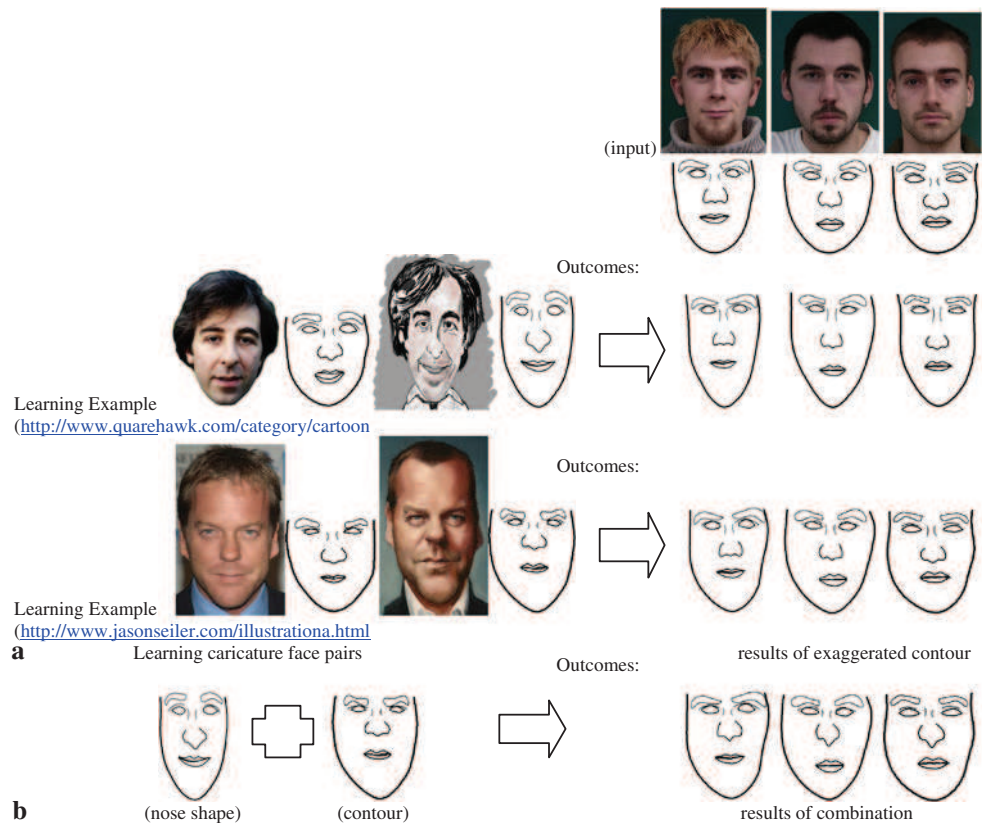 (input)
Outcomes:
Learning Example
(http://www.quarehawk.com/category/cartoon
Outcomes:
Learning Example
(http://www.jasonseiler.com/illustrationa.html
a Learning caricature face pairs
results of exaggerated contour
Outcomes:
b (nose shape) (contour)
results of combination